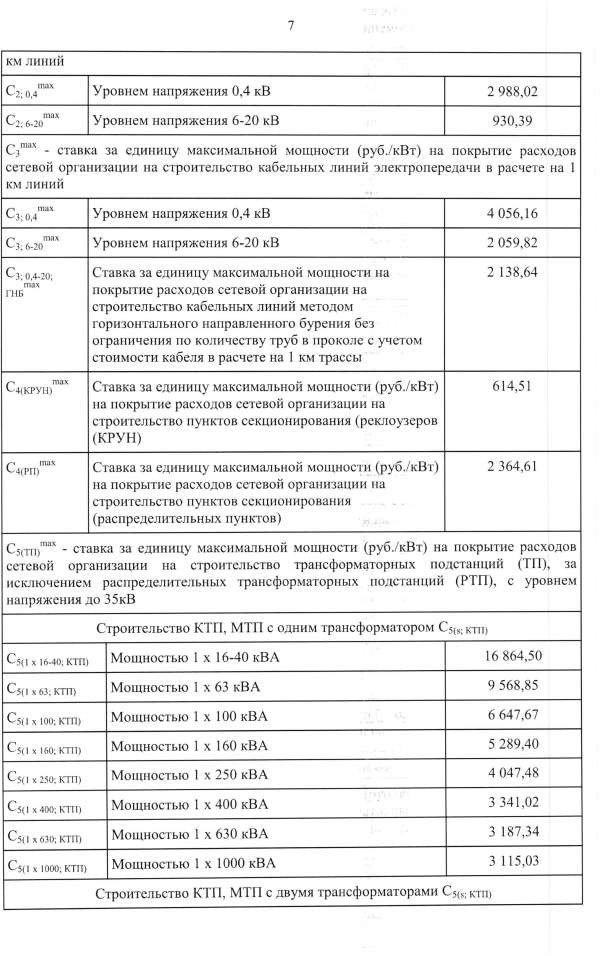 7
км линий
C2; 0,4 max Уровнем напряжения 0,4 кВ 2 988,02
C2; 6-20 max Уровнем напряжения 6-20 кВ 930,39
C3 max - ставка за единицу максимальной мощности (руб./кВт) на покрытие расходов
сетевой организации на строительство кабельных линий электропередачи в расчете на 1
км линий
C3; 0,4 max Уровнем напряжения 0,4 кВ 4 056,16
C3; 6-20 max Уровнем напряжения 6-20 кВ 2 059,82
C3; 0,4-20; Ставка за единицу максимальной мощности на 2 138,64
ГНБ max покрытие расходов сетевой организации на
строительство кабельных линий методом
горизонтального направленного бурения без
ограничения по количеству труб в проколе с учетом
стоимости кабеля в расчете на 1 км трассы
C4(КРУН) max Ставка за единицу максимальной мощности (руб./кВт) 614,51
на покрытие расходов сетевой организации на
строительство пунктов секционирования (реклоузеров
(КРУН)
C4(РП) max Ставка за единицу максимальной мощности (руб./кВт) 2 364,61
на покрытие расходов сетевой организации на
строительство пунктов секционирования
(распределительных пунктов)
C5(ТП) max - ставка за единицу максимальной мощности (руб./кВт) на покрытие расходов
сетевой организации на строительство трансформаторных подстанций (ТП), за
исключением распределительных трансформаторных подстанций (РТП), с уровнем
напряжения до 35кВ
Строительство КТП, МТП с одним трансформатором C5(s; КТП)
C5(1 х 16-40; КТП) Мощностью 1 х 16-40 кВА 16 864,50
C5(1 х 63; КТП) Мощностью 1 х 63 кВА 9 568,85
C5(1 х 100; КТП) Мощностью 1 х 100 кВА 6 647,67
C5(1 х 160; КТП) Мощностью 1 х 160 кВА 5 289,40
C5(1 х 250; КТП) Мощностью 1 х 250 кВА 4 047,48
C5(1 х 400; КТП) Мощностью 1 х 400 кВА 3 341,02
C5(1 х 630; КТП) Мощностью 1 х 630 кВА 3 187,34
C5(1 х 1000; КТП) Мощностью 1 х 1000 кВА 3 115,03
Строительство КТП, МТП с двумя трансформаторами C5(s; КТП)